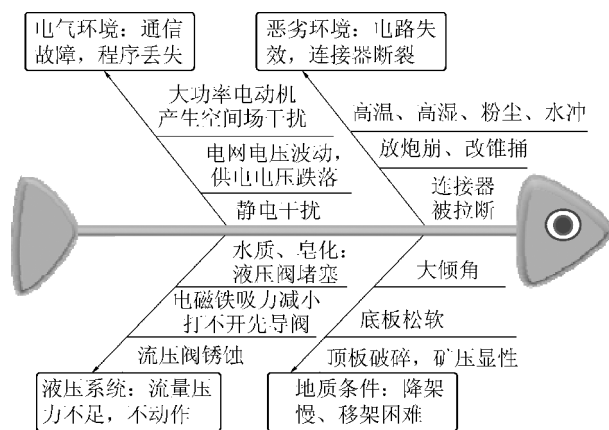 电气环境：通信
故障，程序丢失
恶劣环境：电路失
效，连接器断裂
大功率电动机
产生空间场干扰
电网电压波动，
供电电压跌落
静电干扰
高温、高湿、粉尘、水冲
放炮崩、改锥捅
连接器
被拉断
水质、皂化：
液压阀堵塞
电磁铁吸力减小
打不开先导阀
流压阀锈蚀
大倾角
底板松软
顶板破碎，矿压显性
液压系统：流量压
力不足，不动作
地质条件：降架
慢、移架困难